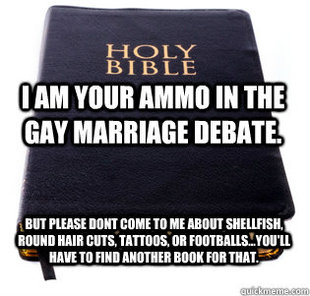 HOLY
BIBLE
I AM YOUR AMMO IN THE
GAY MARRIAGE DEBATE.
BUT PLEASE DONT COME TO ME ABOUT SHELLFISH,
ROUND HAIR CUTS, TATTOOS, OR FOOTBALLS...YOU'LL
HAVE TO FIND ANOTHER BOOK FOR THAT.
quickmeme.com